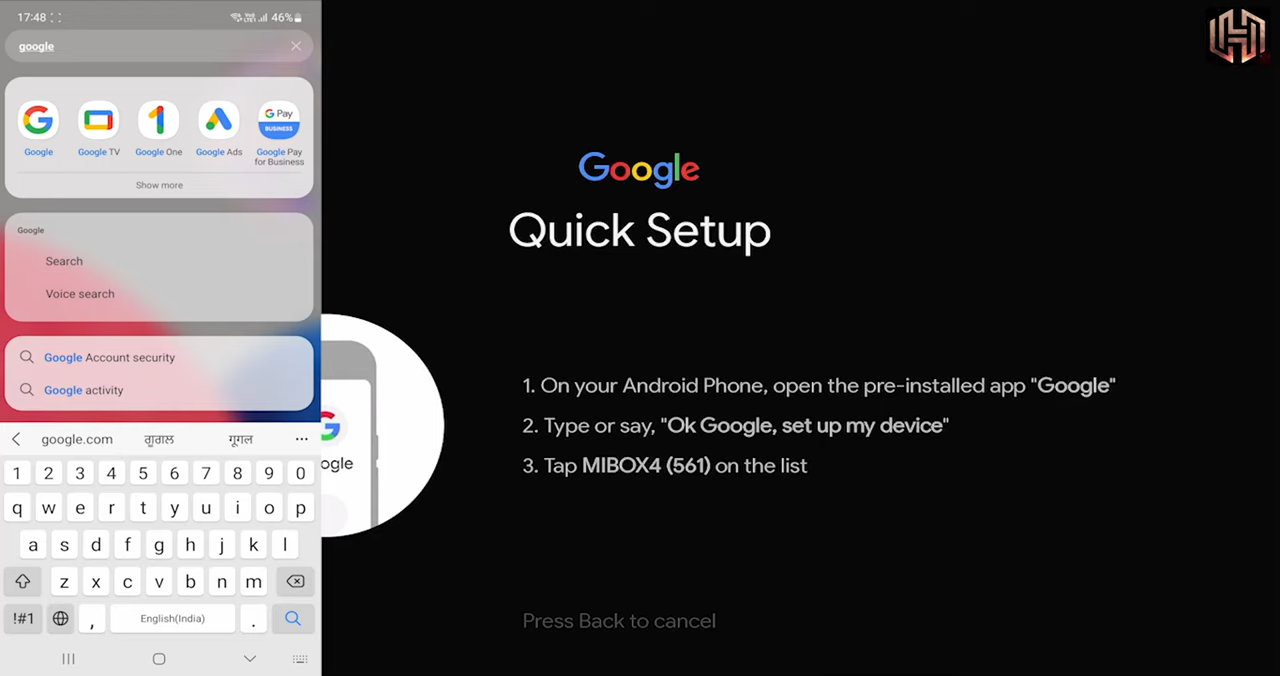 17:48
46%
google
G Pay
BUSINESS
Google
Google TV
Google One
Google Ads
Google Pay
for Business
Show more
Google
Search
Voice search
Google Account security
Google activity
google.com
गूगल
1 2 3 4 5 6 7 8 9 0
q w e r t y u i o p
a s d f g h j k l
z x c v b n m
!#1 , English(India) .
Google
Quick Setup
ogle
1. On your Android Phone, open the pre-installed app "Google"
2. Type or say, "Ok Google, set up my device"
3. Tap MIBOX4 (561) on the list
Press Back to cancel